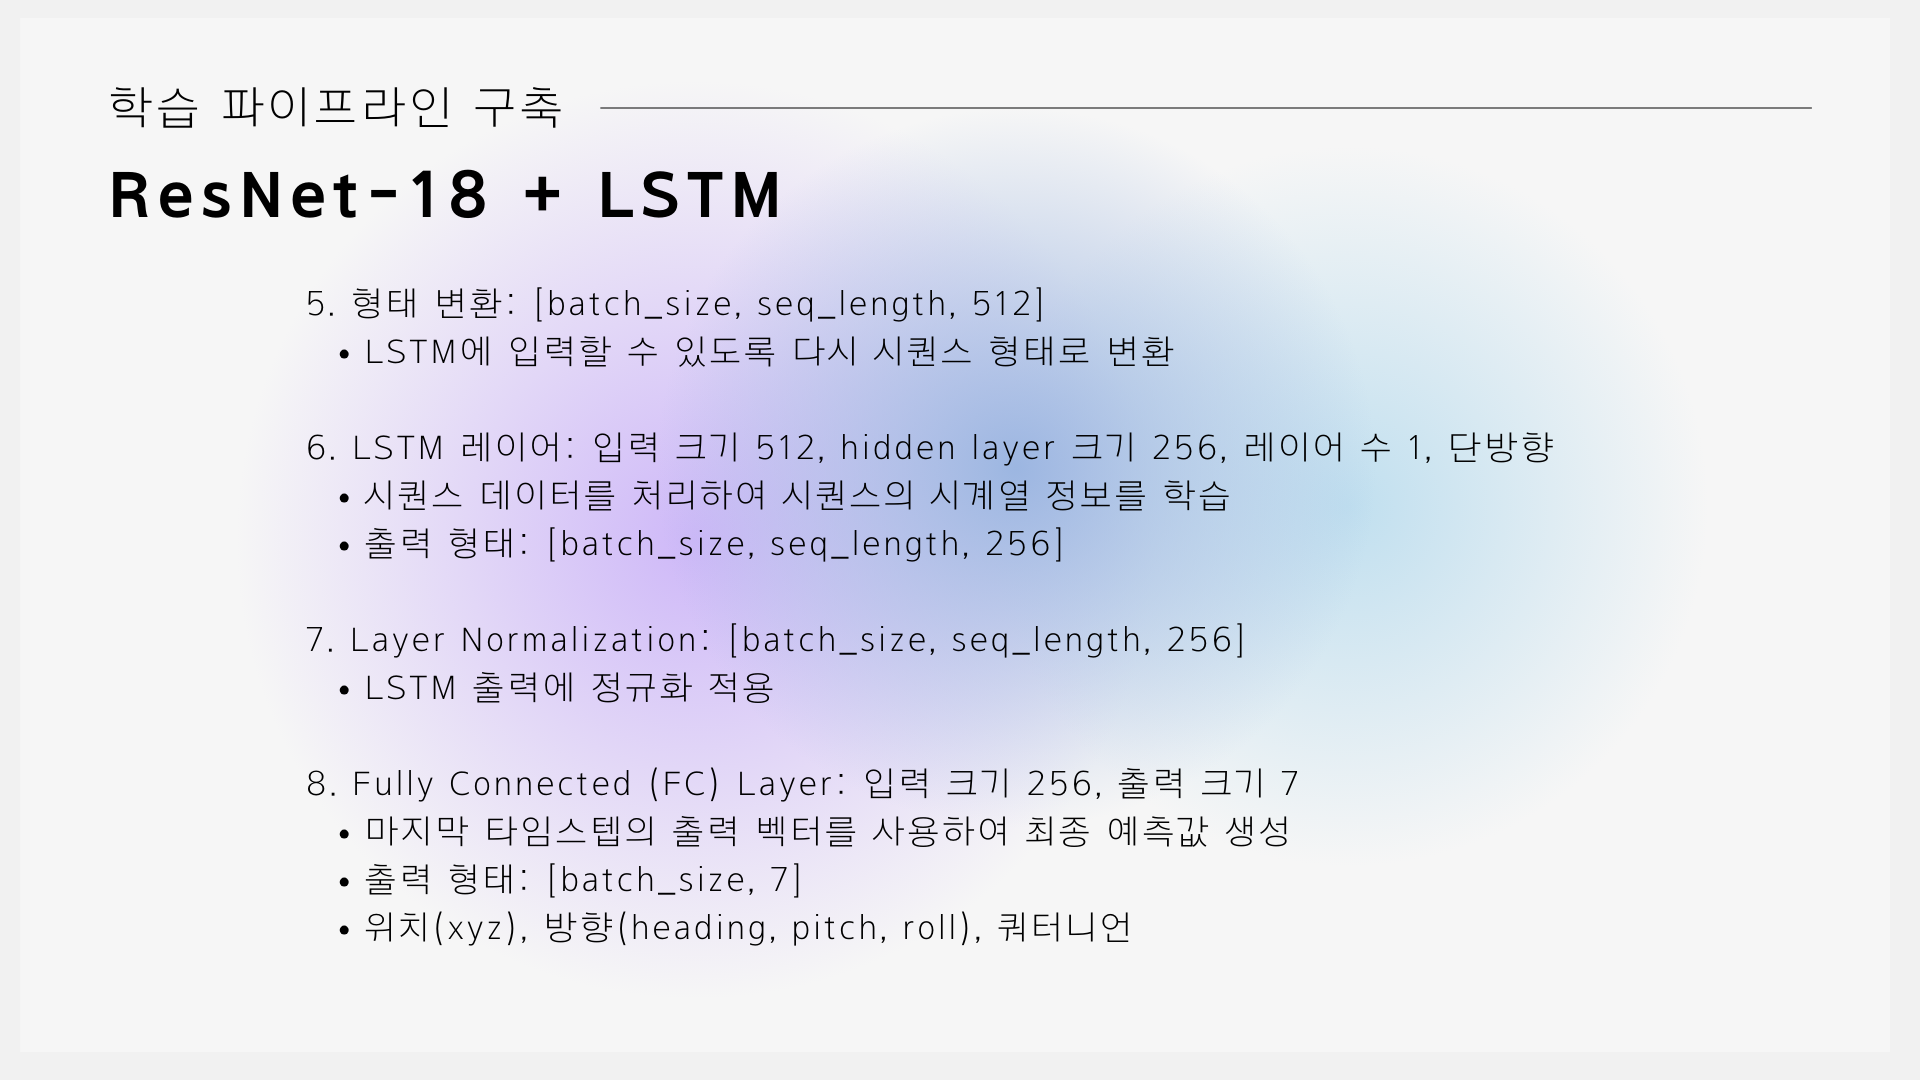 학습 파이프라인 구축
ResNet-18 + LSTM
5. 형태 변환: [batch_size, seq_length, 512]
• LSTM에 입력할 수 있도록 다시 시퀀스 형태로 변환
6. LSTM 레이어: 입력 크기 512, hidden layer 크기 256, 레이어 수 1, 단방향
• 시퀀스 데이터를 처리하여 시퀀스의 시계열 정보를 학습
• 출력 형태: [batch_size, seq_length, 256]
7. Layer Normalization: [batch_size, seq_length, 256]
• LSTM 출력에 정규화 적용
8. Fully Connected (FC) Layer: 입력 크기 256, 출력 크기 7
• 마지막 타임스텝의 출력 벡터를 사용하여 최종 예측값 생성
• 출력 형태: [batch_size, 7]
• 위치(xyz), 방향(heading, pitch, roll), 쿼터니언